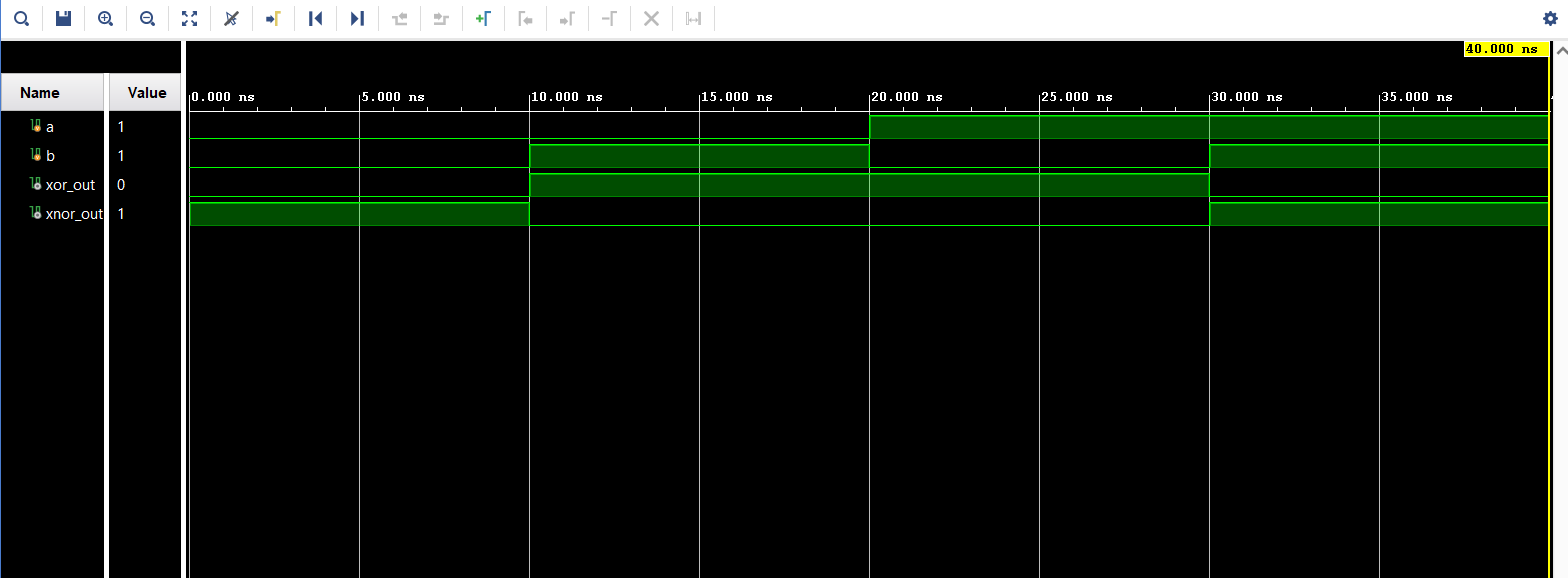 40.000 ns
Name Value
0.000 ns 5.000 ns 10.000 ns 15.000 ns 20.000 ns 25.000 ns 30.000 ns 35.000 ns
a 1
b 1
xor_out 0
xnor_out 1